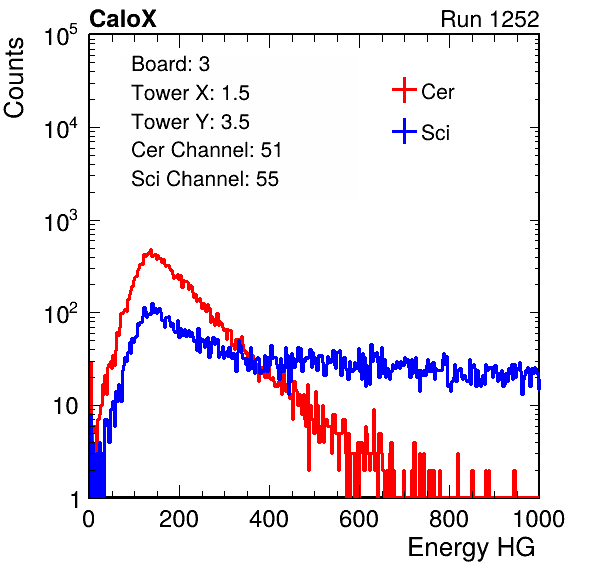 CaloX Run 1252
Counts
10^5
10^4
10^3
10^2
10
1
Board: 3
Tower X: 1.5
Tower Y: 3.5
Cer Channel: 51
Sci Channel: 55
Cer
Sci
0 200 400 600 800 1000
Energy HG